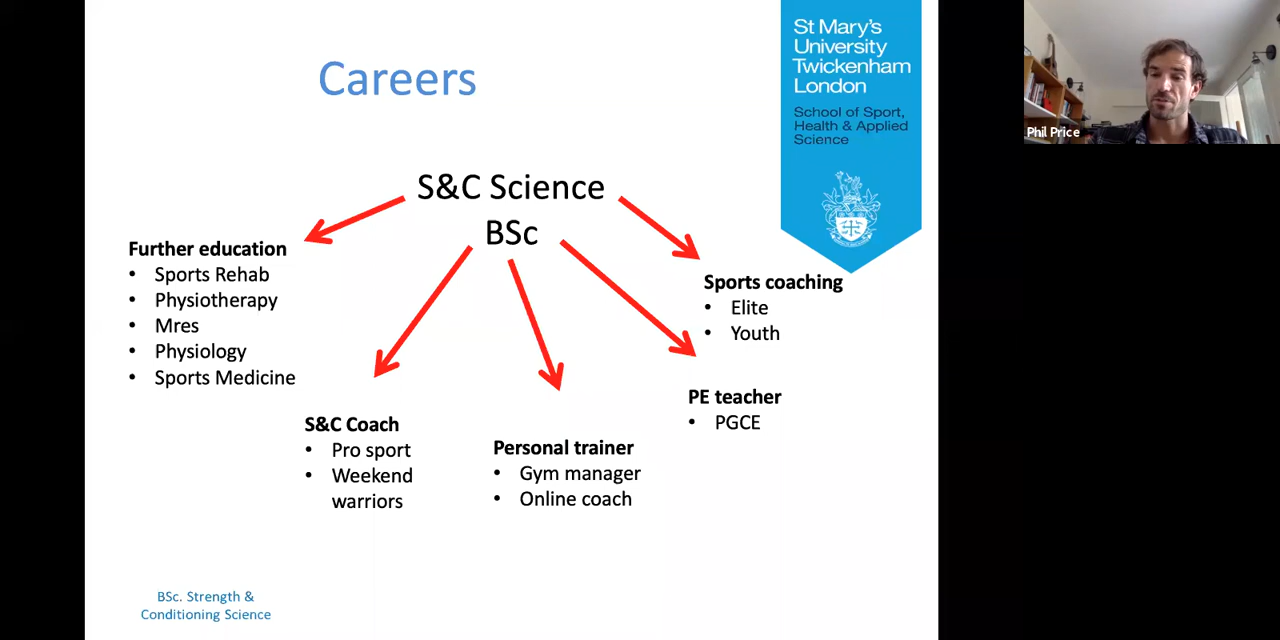 Careers
St Mary's
University
Twickenham
London
School of Sport,
Health & Applied
Science
Phil Price
S&C Science
BSc
Further education
• Sports Rehab
• Physiotherapy
• Mres
• Physiology
• Sports Medicine
S&C Coach
• Pro sport
• Weekend
warriors
Personal trainer
• Gym manager
• Online coach
Sports coaching
• Elite
• Youth
PE teacher
• PGCE
BSc. Strength &
Conditioning Science